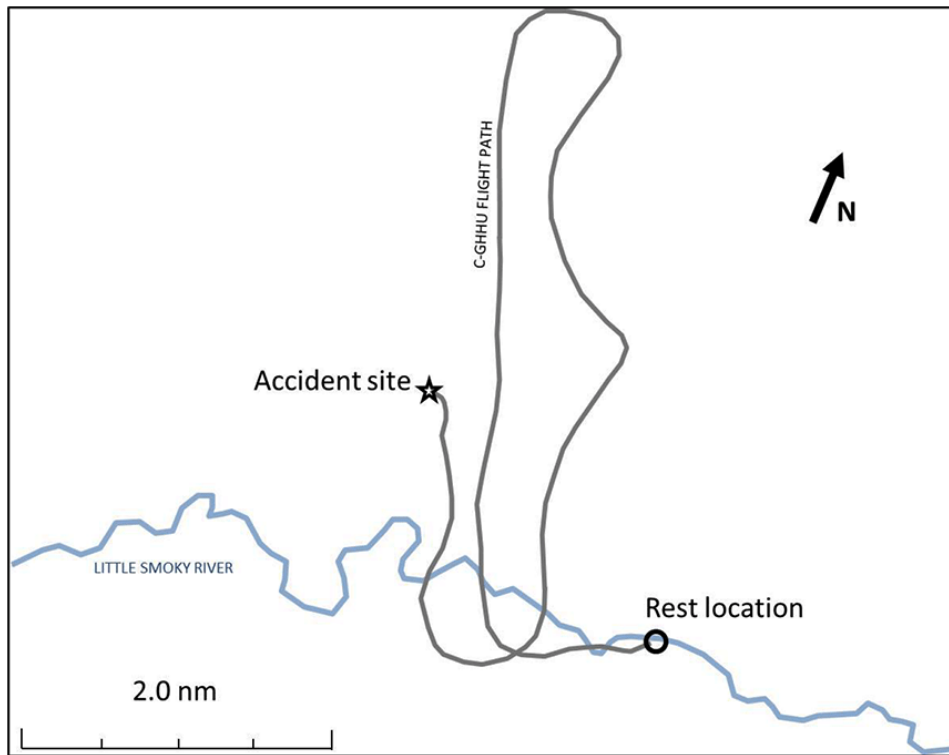 C-GHHU FLIGHT PATH
N
Accident site
LITTLE SMOKY RIVER
Rest location
2.0 nm